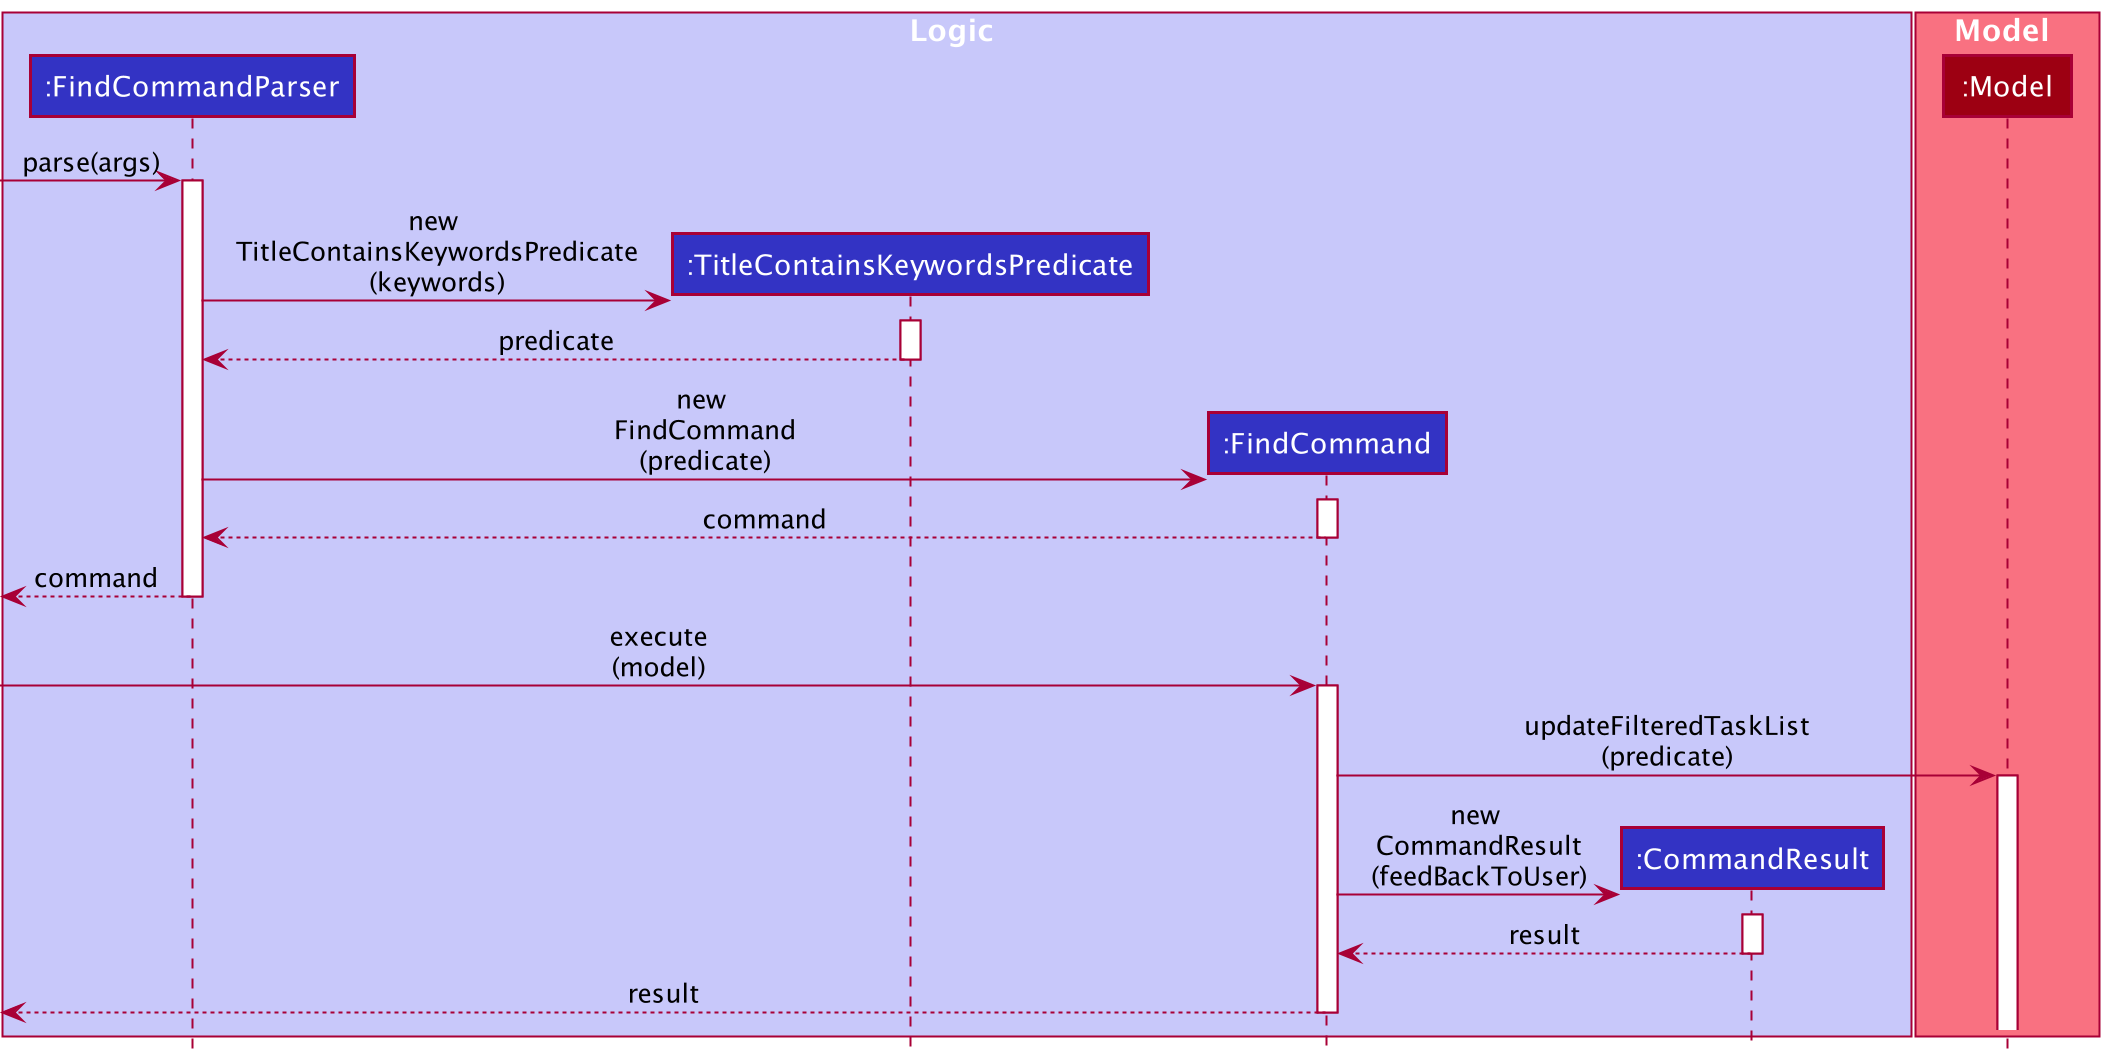 Logic
Model
:FindCommandParser
:Model
parse(args)
new
TitleContainsKeywordsPredicate
(keywords)
:TitleContainsKeywordsPredicate
predicate
new
FindCommand
(predicate)
:FindCommand
command
command
execute
(model)
updateFilteredTaskList
(predicate)
new
CommandResult
(feedBackToUser)
:CommandResult
result
result